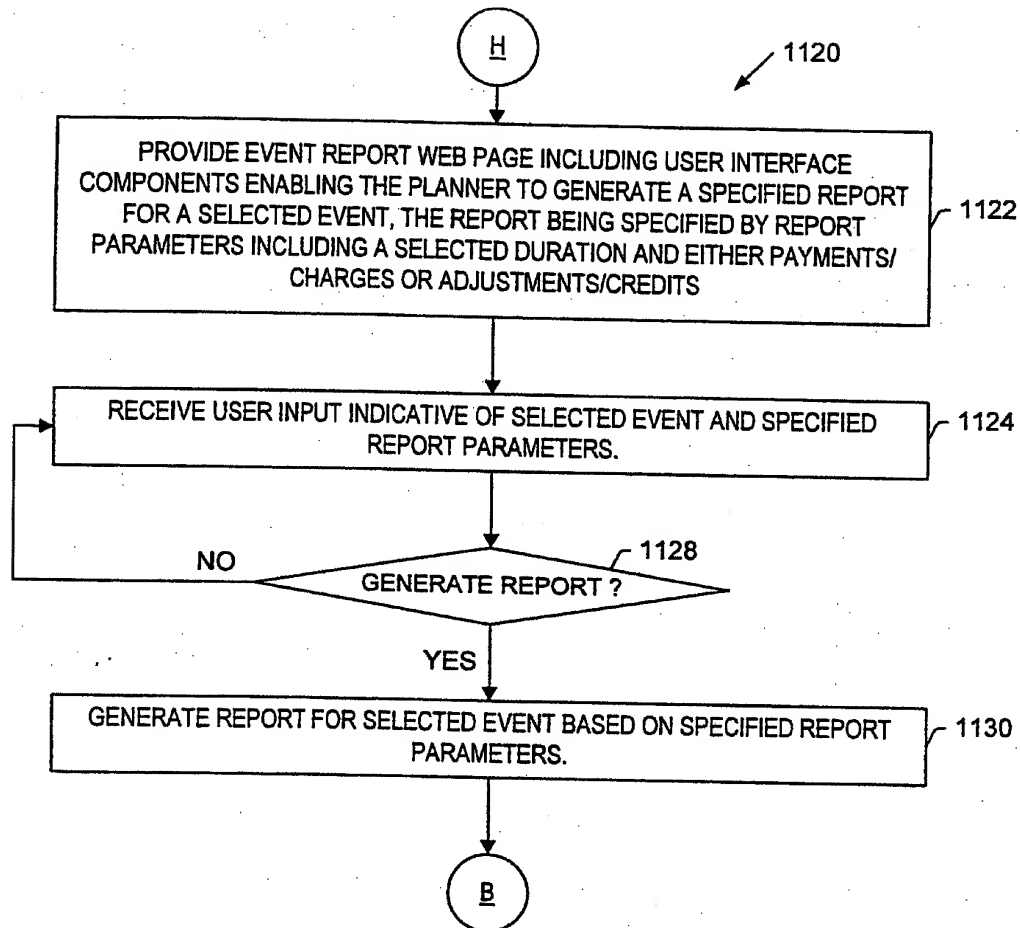 H
1120
PROVIDE EVENT REPORT WEB PAGE INCLUDING USER INTERFACE
COMPONENTS ENABLING THE PLANNER TO GENERATE A SPECIFIED REPORT
FOR A SELECTED EVENT, THE REPORT BEING SPECIFIED BY REPORT
PARAMETERS INCLUDING A SELECTED DURATION AND EITHER PAYMENTS/
CHARGES OR ADJUSTMENTS/CREDITS
1122
RECEIVE USER INPUT INDICATIVE OF SELECTED EVENT AND SPECIFIED
REPORT PARAMETERS.
1124
1128
NO
GENERATE REPORT ?
YES
GENERATE REPORT FOR SELECTED EVENT BASED ON SPECIFIED REPORT
PARAMETERS.
1130
B